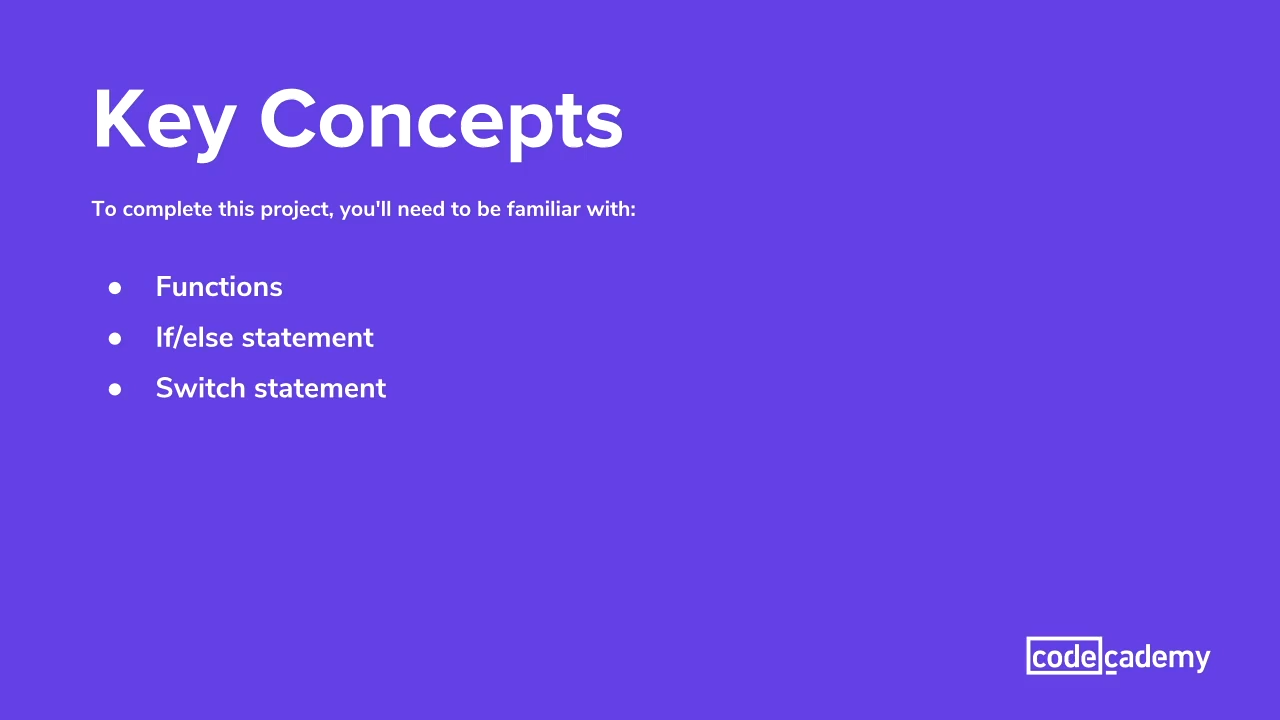 Key Concepts
To complete this project, you'll need to be familiar with:
● Functions
● If/else statement
● Switch statement
codecademy